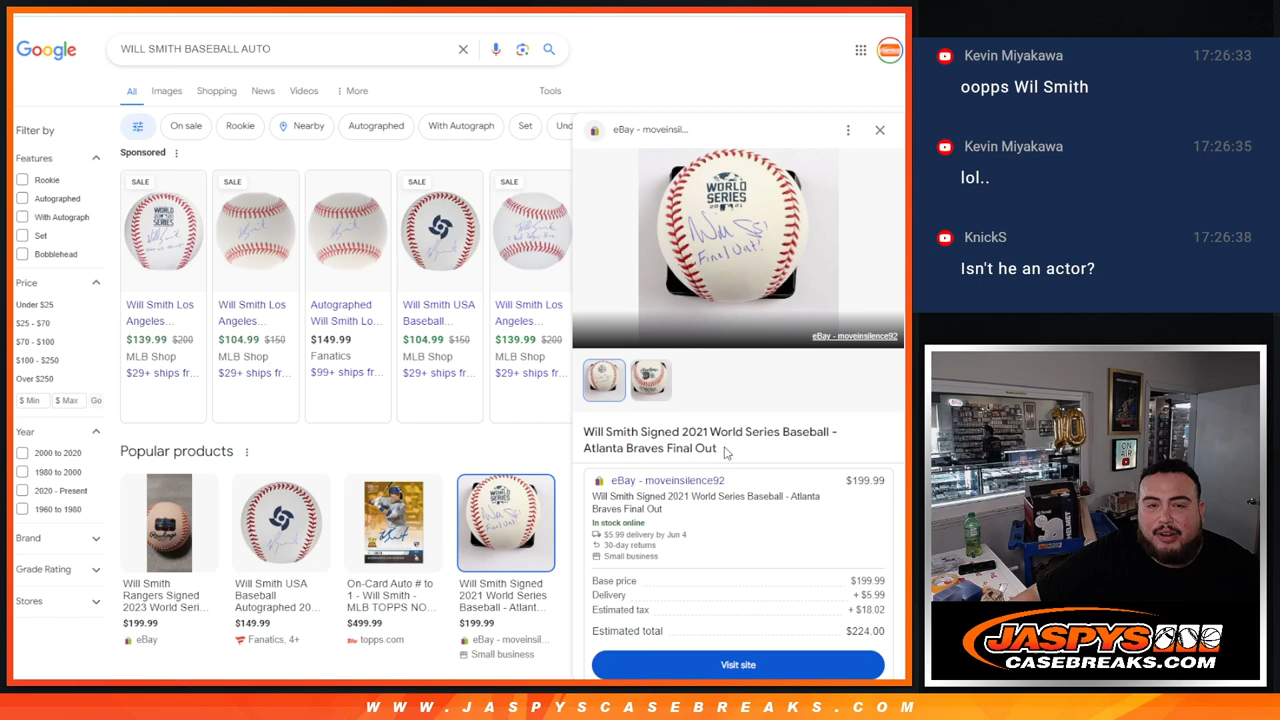 Google
WILL SMITH BASEBALL AUTO
All Images Shopping News Videos More Tools
On sale Rookie Nearby Autographed With Autograph Set Und
Filter by
Features
Rookie
Autographed
With Autograph
Set
Bobblehead
Price
Under $25
$25 - $70
$70 - $100
$100 - $250
Over $250
$ Min $ Max Go
Year
2000 to 2020
1980 to 2000
2020 - Present
1960 to 1980
Brand
Grade Rating
Stores
Sponsored
SALE
Will Smith Los
Angeles...
$139.99 $200
MLB Shop
$29+ ships fr...
SALE
Will Smith Los
Angeles...
$104.99 $150
MLB Shop
$29+ ships fr...
Autographed
Will Smith Lo...
$149.99
Fanatics
$99+ ships fr...
SALE
Will Smith USA
Baseball...
$104.99 $150
MLB Shop
$29+ ships fr...
SALE
Will Smith Los
Angeles...
$139.99 $200
MLB Shop
$29+ ships fr...
Popular products
Will Smith
Rangers Signed
2023 World Seri...
$199.99
eBay
Will Smith USA
Baseball
Autographed 20...
$149.99
Fanatics, 4+
On-Card Auto # to
1 - Will Smith -
MLB TOPPS NO...
$499.99
topps.com
Will Smith Signed
2021 World Series
Baseball - Atlant...
$199.99
eBay - moveinsil...
Small business
eBay - moveinsil...
WORLD
SERIES
Final Out!
eBay - moveinsilence92
Will Smith Signed 2021 World Series Baseball -
Atlanta Braves Final Out
eBay - moveinsilence92 $199.99
Will Smith Signed 2021 World Series Baseball - Atlanta
Braves Final Out
In stock online
$5.99 delivery by Jun 4
30-day returns
Small business
Base price $199.99
Delivery + $5.99
Estimated tax + $18.02
Estimated total $224.00
Visit site
Kevin Miyakawa 17:26:33
oopps Wil Smith
Kevin Miyakawa 17:26:35
lol..
KnickS 17:26:38
Isn't he an actor?
ON
AIR
10
HELMET
JASPYS
CASEBREAKS.COM
WWW.JASPYSCASEBREAKS.COM